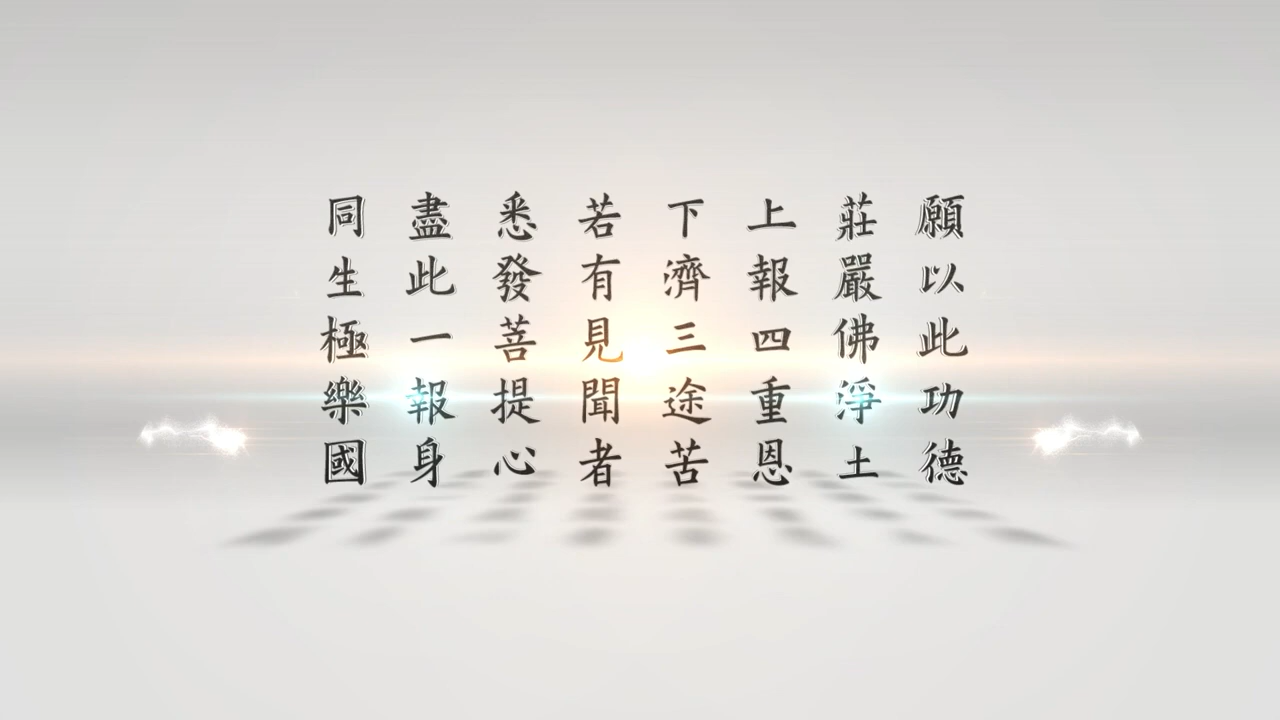 願以此功德
莊嚴佛淨土
上報四重恩
下濟三途苦
若有見聞者
悉發菩提心
盡此一報身
同生極樂國